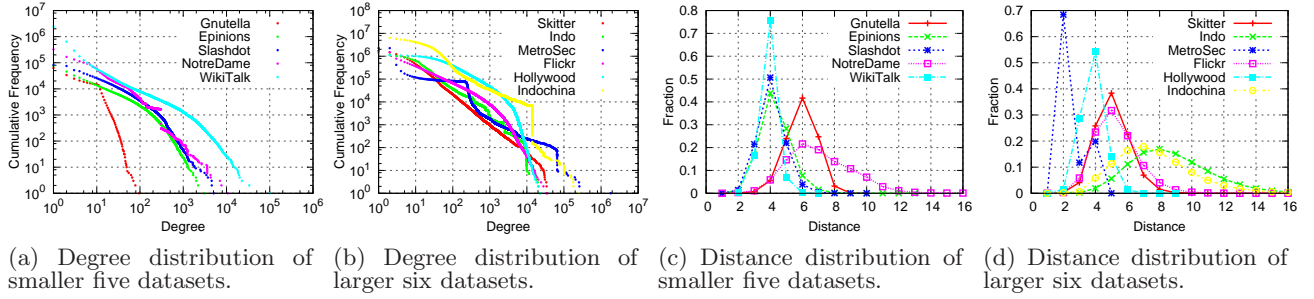 Cumulative Frequency
10^7
10^6
10^5
10^4
10^3
10^2
10^1
10^0
10^0 10^1 10^2 10^3 10^4 10^5 10^6
Degree
Gnutella
Epinions
Slashdot
NotreDame
WikiTalk
(a) Degree distribution of
smaller five datasets.
Cumulative Frequency
10^8
10^7
10^6
10^5
10^4
10^3
10^2
10^1
10^0
10^0 10^1 10^2 10^3 10^4 10^5 10^6 10^7
Degree
Skitter
Indo
MetroSec
Flickr
Hollywood
Indochina
(b) Degree distribution of
larger six datasets.
Fraction
0.8
0.7
0.6
0.5
0.4
0.3
0.2
0.1
0
0 2 4 6 8 10 12 14 16
Distance
Gnutella
Epinions
Slashdot
NotreDame
WikiTalk
(c) Distance distribution of
smaller five datasets.
Fraction
0.7
0.6
0.5
0.4
0.3
0.2
0.1
0
0 2 4 6 8 10 12 14 16
Distance
Skitter
Indo
MetroSec
Flickr
Hollywood
Indochina
(d) Distance distribution of
larger six datasets.